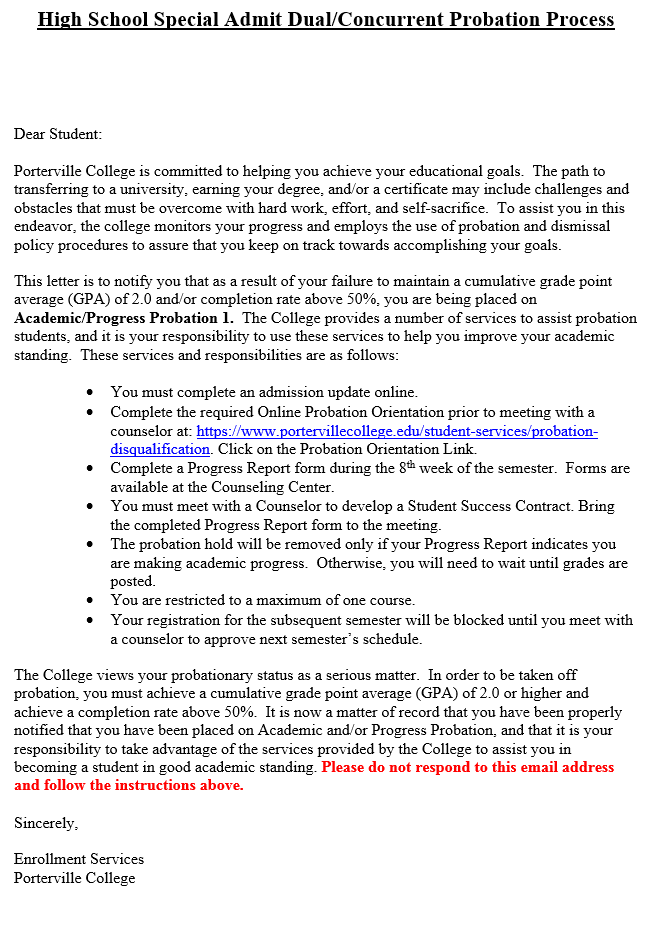 High School Special Admit Dual/Concurrent Probation Process
Dear Student:
Porterville College is committed to helping you achieve your educational goals.  The path to
transferring to a university, earning your degree, and/or a certificate may include challenges and
obstacles that must be overcome with hard work, effort, and self-sacrifice.  To assist you in this
endeavor, the college monitors your progress and employs the use of probation and dismissal
policy procedures to assure that you keep on track towards accomplishing your goals.
This letter is to notify you that as a result of your failure to maintain a cumulative grade point
average (GPA) of 2.0 and/or completion rate above 50%, you are being placed on
Academic/Progress Probation 1.  The College provides a number of services to assist probation
students, and it is your responsibility to use these services to help you improve your academic
standing.  These services and responsibilities are as follows:
• You must complete an admission update online.
• Complete the required Online Probation Orientation prior to meeting with a
counselor at: https://www.portervillecollege.edu/student-services/probation-
disqualification. Click on the Probation Orientation Link.
• Complete a Progress Report form during the 8th week of the semester.  Forms are
available at the Counseling Center.
• You must meet with a Counselor to develop a Student Success Contract. Bring
the completed Progress Report form to the meeting.
• The probation hold will be removed only if your Progress Report indicates you
are making academic progress.  Otherwise, you will need to wait until grades are
posted.
• You are restricted to a maximum of one course.
• Your registration for the subsequent semester will be blocked until you meet with
a counselor to approve next semester's schedule.
The College views your probationary status as a serious matter.  In order to be taken off
probation, you must achieve a cumulative grade point average (GPA) of 2.0 or higher and
achieve a completion rate above 50%.  It is now a matter of record that you have been properly
notified that you have been placed on Academic and/or Progress Probation, and that it is your
responsibility to take advantage of the services provided by the College to assist you in
becoming a student in good academic standing. Please do not respond to this email address
and follow the instructions above.
Sincerely,
Enrollment Services
Porterville College